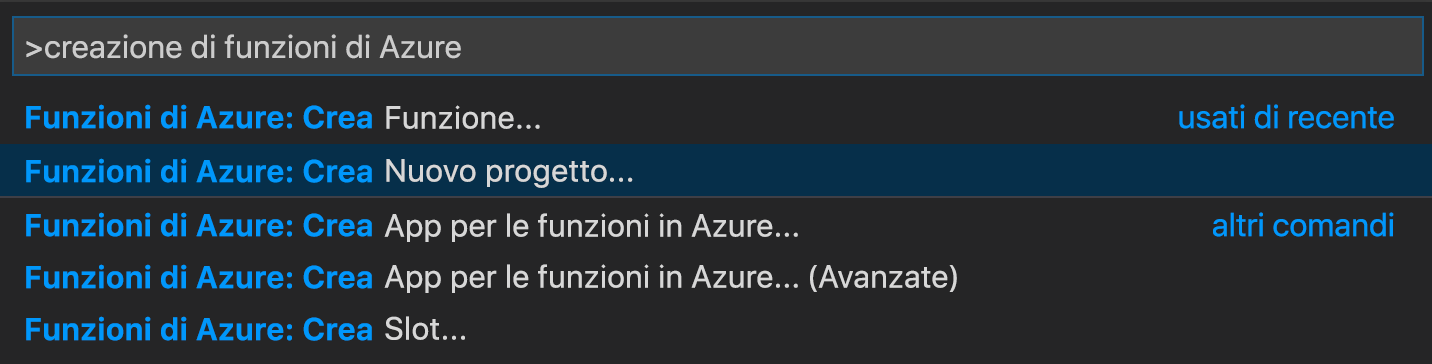 >creazione di funzioni di Azure
Funzioni di Azure: Crea Funzione... usati di recente
Funzioni di Azure: Crea Nuovo progetto...
Funzioni di Azure: Crea App per le funzioni in Azure... altri comandi
Funzioni di Azure: Crea App per le funzioni in Azure... (Avanzate)
Funzioni di Azure: Crea Slot...